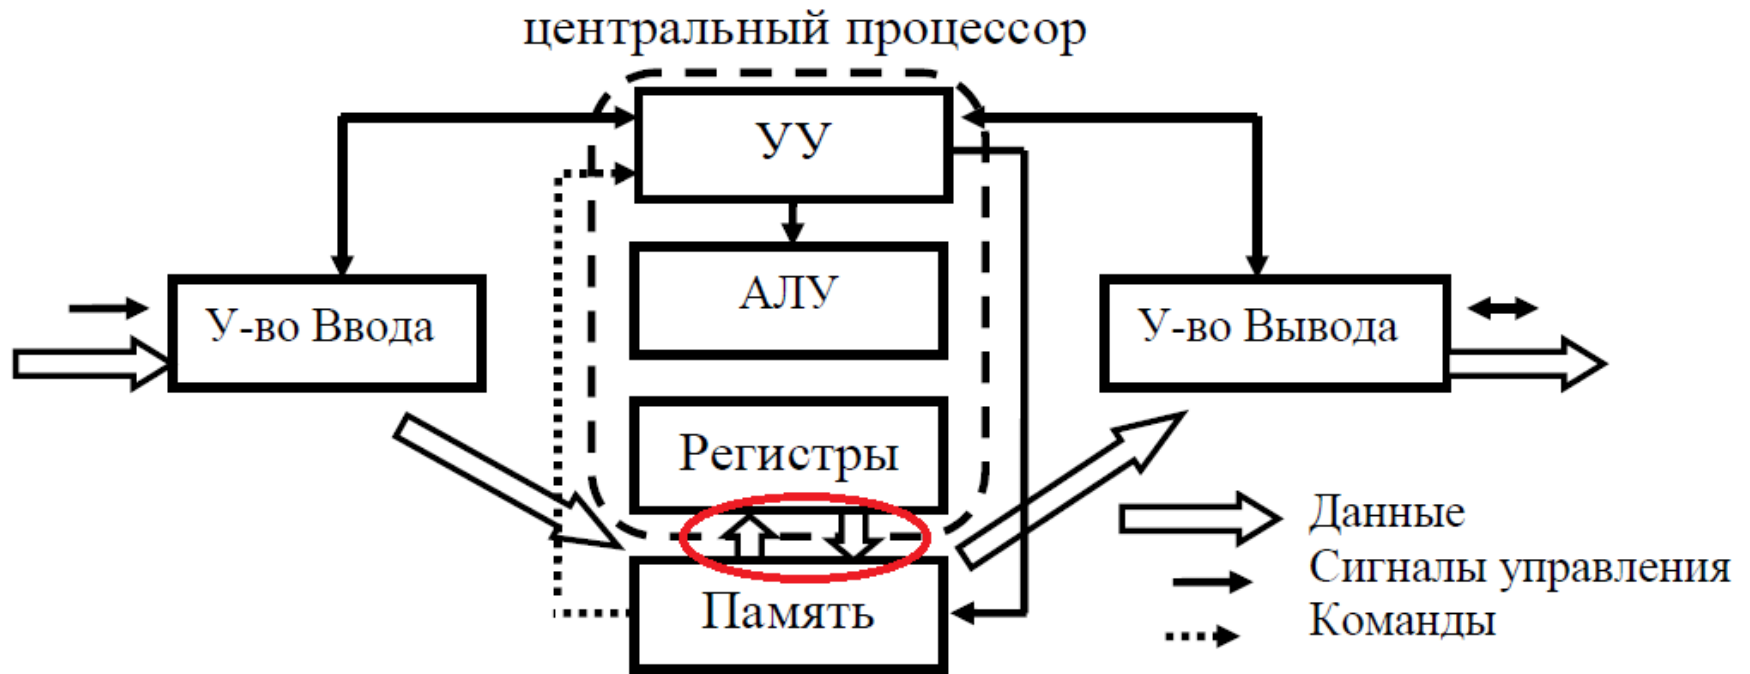 центральный процессор
УУ
АЛУ
У-во Ввода
У-во Вывода
Регистры
Память
Данные
Сигналы управления
Команды